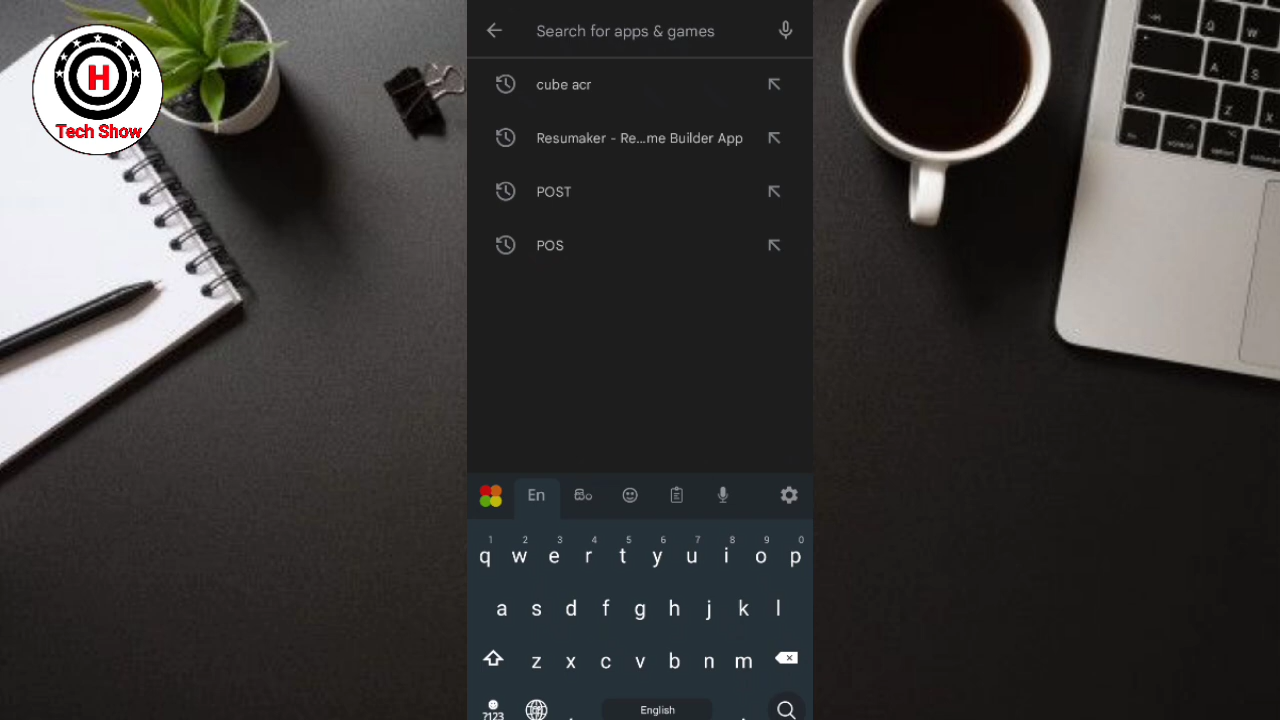 H
Tech Show
Search for apps & games
cube acr
Resumaker - Re...me Builder App
POST
POS
En
1 2 3 4 5 6 7 8 9 0
q w e r t y u i o p
a s d f g h j k l
z x c v b n m
?123 , English .
Q W
A S
Z X